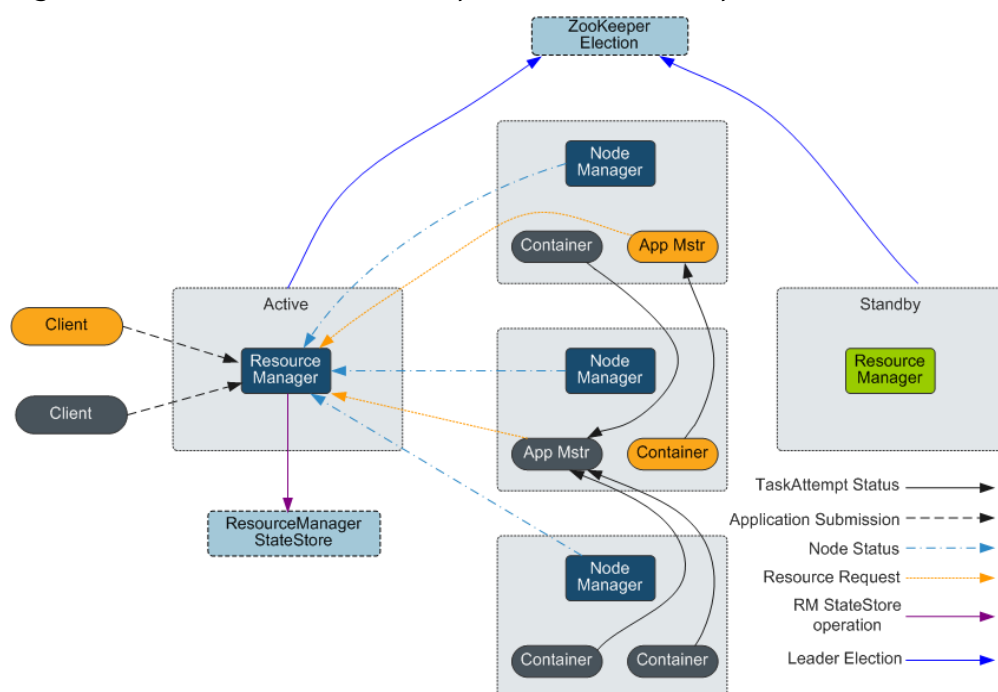 ZooKeeper
Election
Node
Manager
Container
App Mstr
Active
Standby
Client
Resource
Manager
Node
Manager
Resource
Manager
Client
App Mstr
Container
TaskAttempt Status
ResourceManager
StateStore
Application Submission
Node Status
Node
Manager
Resource Request
RM StateStore
operation
Container
Container
Leader Election